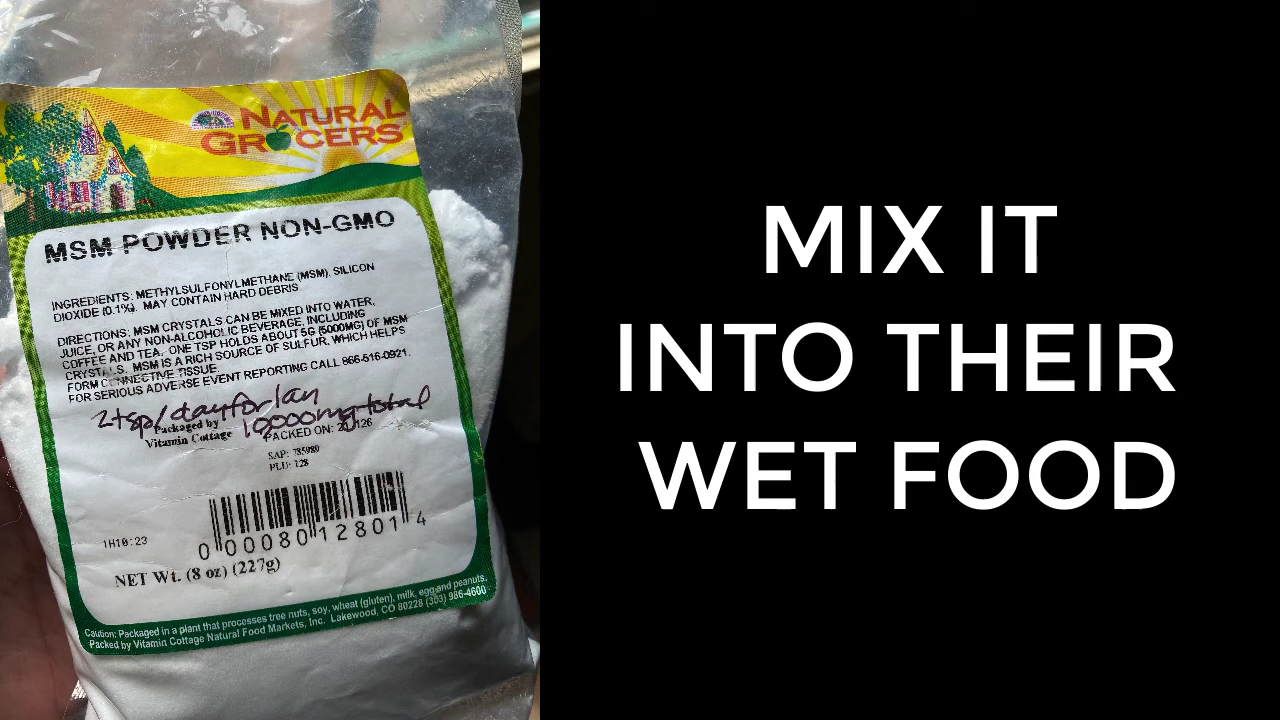 NATURAL
GROCERS
MSM POWDER NON-GMO
INGREDIENTS: METHYLSULFONYLMETHANE (MSM), SILICON
DIOXIDE (0.1%). MAY CONTAIN HARD DEBRIS
DIRECTIONS: MSM CRYSTALS CAN BE MIXED INTO WATER,
JUICE, OR ANY NON-ALCOHOLIC BEVERAGE, INCLUDING
COFFEE AND TEA. ONE TSP HOLDS ABOUT 5G (5000MG) OF MSM
CRYSTALS. MSM IS A RICH SOURCE OF SULFUR, WHICH HELPS
FORM CONNECTIVE TISSUE.
FOR SERIOUS ADVERSE EVENT REPORTING CALL 866-516-0921.
2tsp/day for Ian
10000mg total
Packaged by
Vitamin Cottage
PACKED ON: 126
SAP: 785980
PLU: 128
1H10:23
0 00080 12801 4
NET Wt. (8 oz) (227g)
Caution: Packaged in a plant that processes tree nuts, soy, wheat (gluten), milk, egg and peanuts.
Packed by Vitamin Cottage Natural Food Markets, Inc. Lakewood, CO 80228 (303) 986-4600
MIX IT
INTO THEIR
WET FOOD